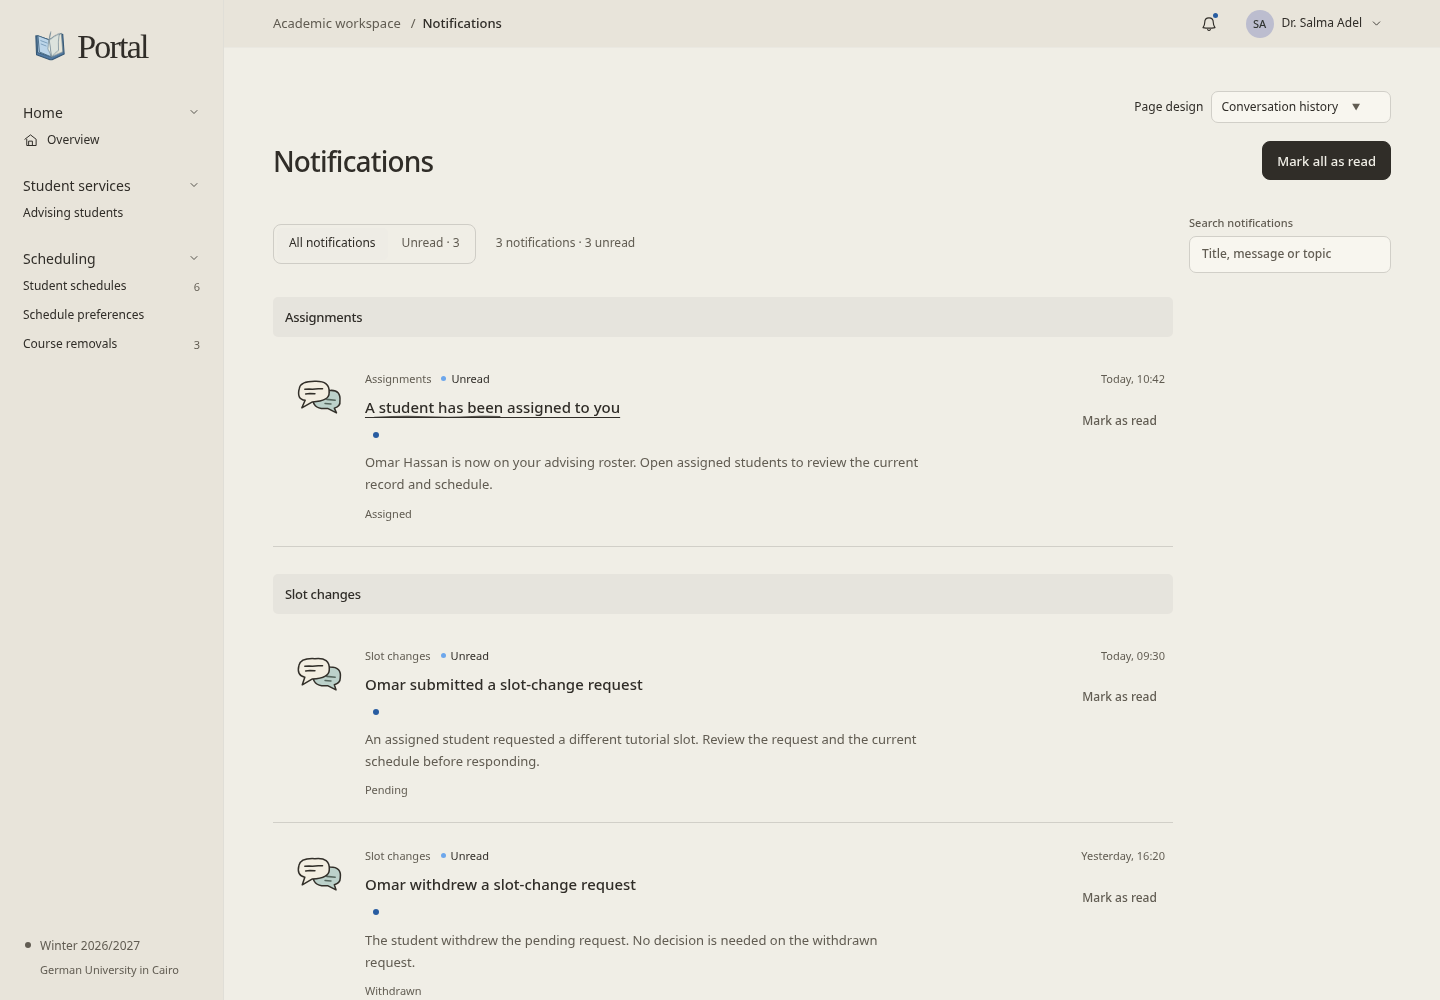 Portal
Home
Overview
Student services
Advising students
Scheduling
Student schedules 6
Schedule preferences
Course removals 3
Winter 2026/2027
German University in Cairo
Academic workspace / Notifications
SA Dr. Salma Adel
Page design Conversation history
Notifications
Mark all as read
All notifications Unread · 3 3 notifications · 3 unread
Search notifications
Title, message or topic
Assignments
Assignments Unread Today, 10:42
A student has been assigned to you
Mark as read
Omar Hassan is now on your advising roster. Open assigned students to review the current
record and schedule.
Assigned
Slot changes
Slot changes Unread Today, 09:30
Omar submitted a slot-change request
Mark as read
An assigned student requested a different tutorial slot. Review the request and the current
schedule before responding.
Pending
Slot changes Unread Yesterday, 16:20
Omar withdrew a slot-change request
Mark as read
The student withdrew the pending request. No decision is needed on the withdrawn
request.
Withdrawn